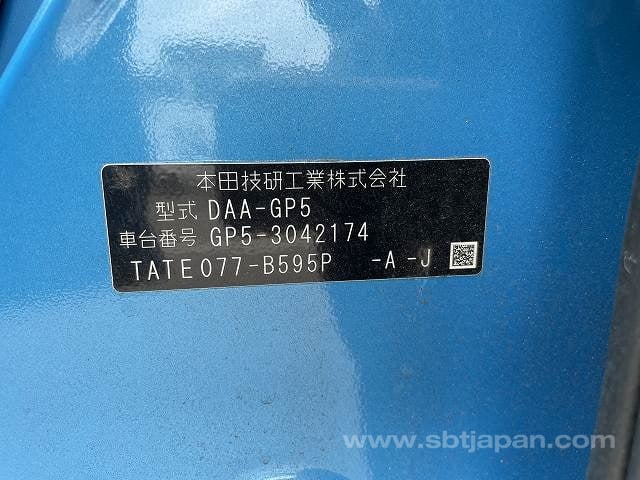 本田技研工業株式会社
型式 DAA-GP5
車台番号 GP5-3042174
TATE077-B595P -A -J
www.sbtjapan.com